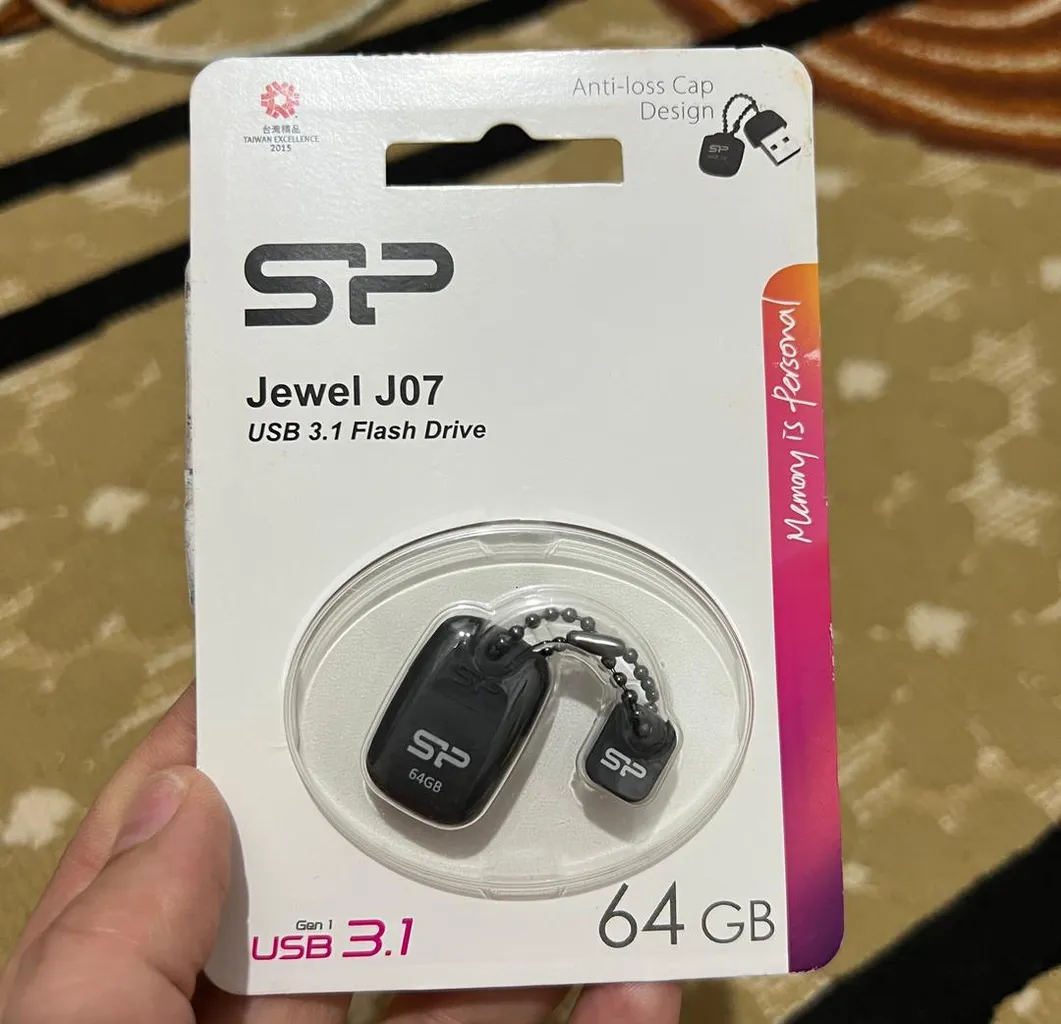 台灣精品
TAIWAN EXCELLENCE
2015
Anti-loss Cap
Design
SP
SP
Jewel J07
USB 3.1 Flash Drive
Memory is Personal
SP
64GB
SP
Gen 1
USB 3.1
64 GB